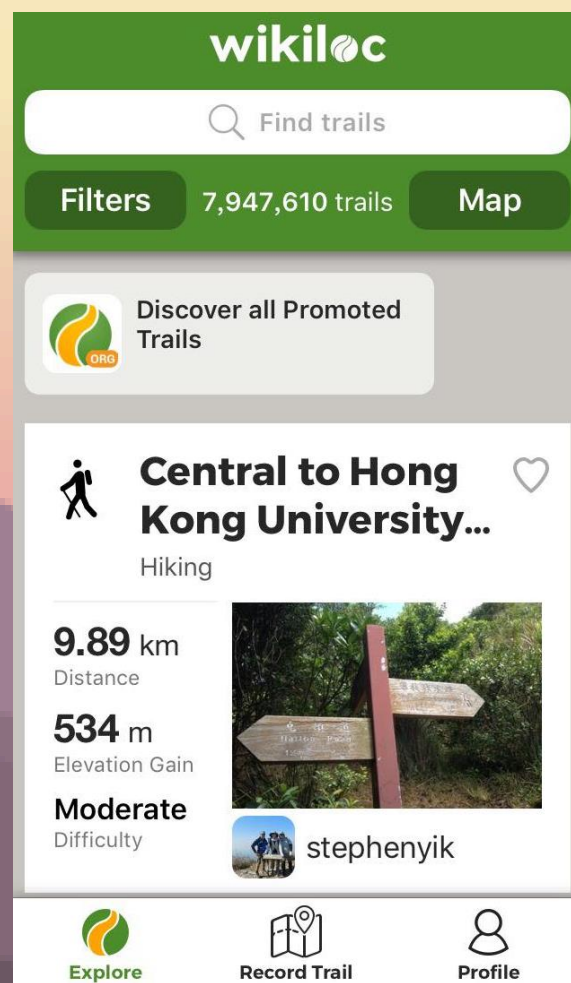 wikiloc
Find trails
Filters
7,947,610 trails
Map
ORG
Discover all Promoted
Trails
Central to Hong
Kong University...
Hiking
9.89 km
Distance
534 m
Elevation Gain
Moderate
Difficulty
stephenyik
Explore
Record Trail
Profile